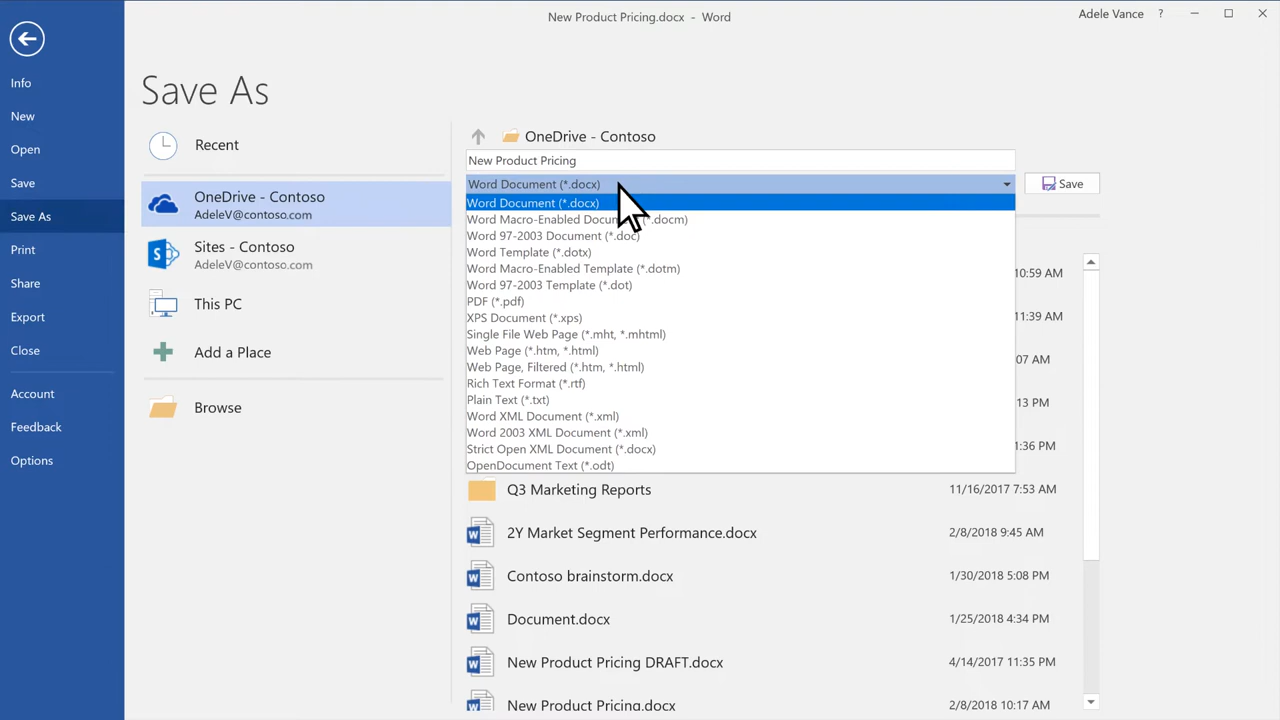 New Product Pricing.docx - Word
Adele Vance ?
Info
New
Open
Save
Save As
Print
Share
Export
Close
Account
Feedback
Options
Save As
Recent
OneDrive - Contoso
AdeleV@contoso.com
Sites - Contoso
AdeleV@contoso.com
This PC
Add a Place
Browse
OneDrive - Contoso
New Product Pricing
Word Document (*.docx)
Save
Word Document (*.docx)
Word Macro-Enabled Docu .docm)
Word 97-2003 Document (*.doc)
Word Template (*.dotx)
Word Macro-Enabled Template (*.dotm)
Word 97-2003 Template (*.dot)
PDF (*.pdf)
XPS Document (*.xps)
Single File Web Page (*.mht, *.mhtml)
Web Page (*.htm, *.html)
Web Page, Filtered (*.htm, *.html)
Rich Text Format (*.rtf)
Plain Text (*.txt)
Word XML Document (*.xml)
Word 2003 XML Document (*.xml)
Strict Open XML Document (*.docx)
OpenDocument Text (*.odt)
10:59 AM
11:39 AM
07 AM
13 PM
1:36 PM
Q3 Marketing Reports 11/16/2017 7:53 AM
2Y Market Segment Performance.docx 2/8/2018 9:45 AM
Contoso brainstorm.docx 1/30/2018 5:08 PM
Document.docx 1/25/2018 4:34 PM
New Product Pricing DRAFT.docx 4/14/2017 11:35 PM
New Product Pricing.docx 2/8/2018 10:17 AM